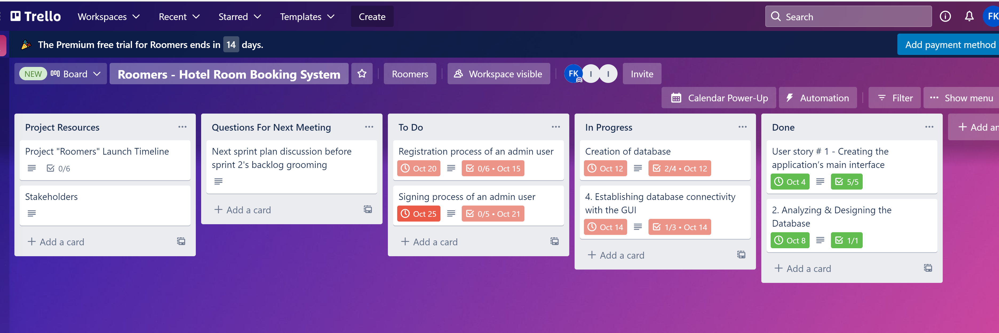 Trello Workspaces Recent Starred Templates Create Search FK
The Premium free trial for Roomers ends in 14 days. Add payment method
NEW Board Roomers - Hotel Room Booking System Roomers Workspace visible FK I I Invite
Calendar Power-Up Automation Filter ··· Show menu
Project Resources ···
Project "Roomers" Launch Timeline
0/6
Stakeholders
+ Add a card
Questions For Next Meeting ···
Next sprint plan discussion before
sprint 2's backlog grooming
+ Add a card
To Do ···
Registration process of an admin user
Oct 20 0/6 • Oct 15
Signing process of an admin user
Oct 25 0/5 • Oct 21
+ Add a card
In Progress ···
Creation of database
Oct 12 2/4 • Oct 12
4. Establishing database connectivity
with the GUI
Oct 14 1/3 • Oct 14
+ Add a card
Done ···
User story # 1 - Creating the
application’s main interface
Oct 4 5/5
2. Analyzing & Designing the
Database
Oct 8 1/1
+ Add a card
+ Add